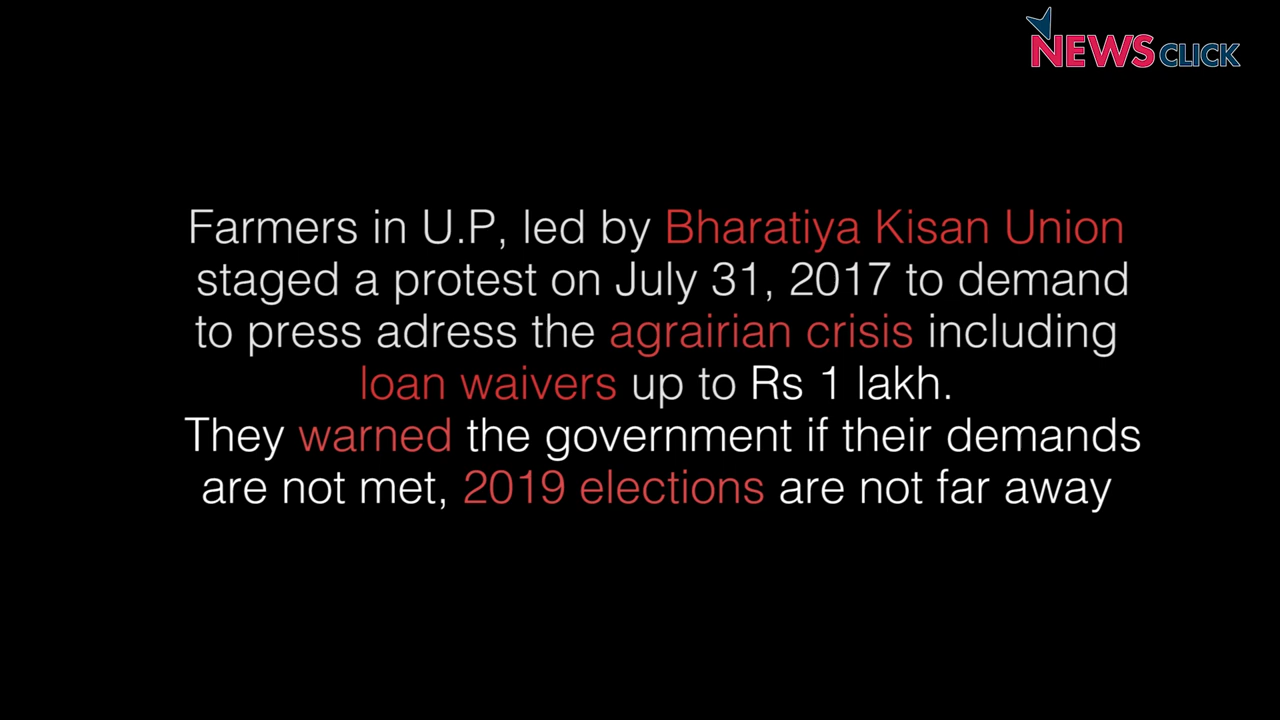 NEWSCLICK
Farmers in U.P, led by Bharatiya Kisan Union
staged a protest on July 31, 2017 to demand
to press adress the agrairian crisis including
loan waivers up to Rs 1 lakh.
They warned the government if their demands
are not met, 2019 elections are not far away